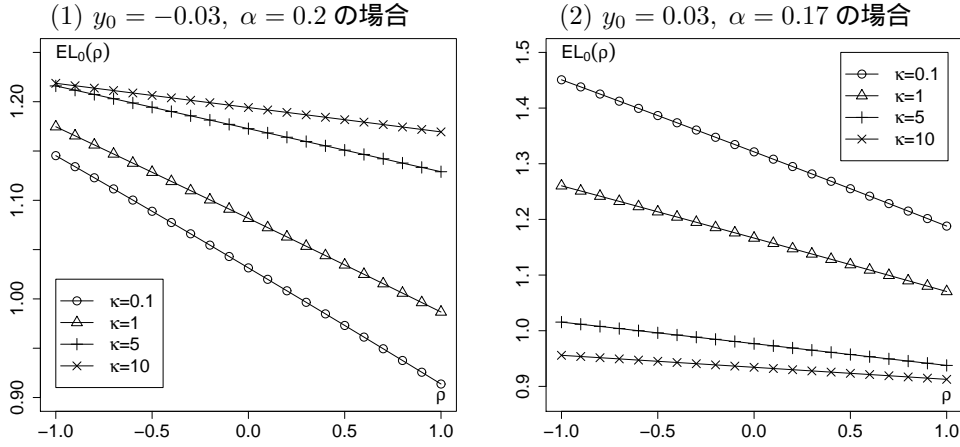 (1) y₀ = −0.03, α = 0.2 の場合
EL₀(ρ)
1.20
1.10
1.00
0.90
κ=0.1
κ=1
κ=5
κ=10
ρ
−1.0 −0.5 0.0 0.5 1.0
(2) y₀ = 0.03, α = 0.17 の場合
EL₀(ρ)
1.5
1.4
1.3
1.2
1.1
1.0
0.9
κ=0.1
κ=1
κ=5
κ=10
ρ
−1.0 −0.5 0.0 0.5 1.0